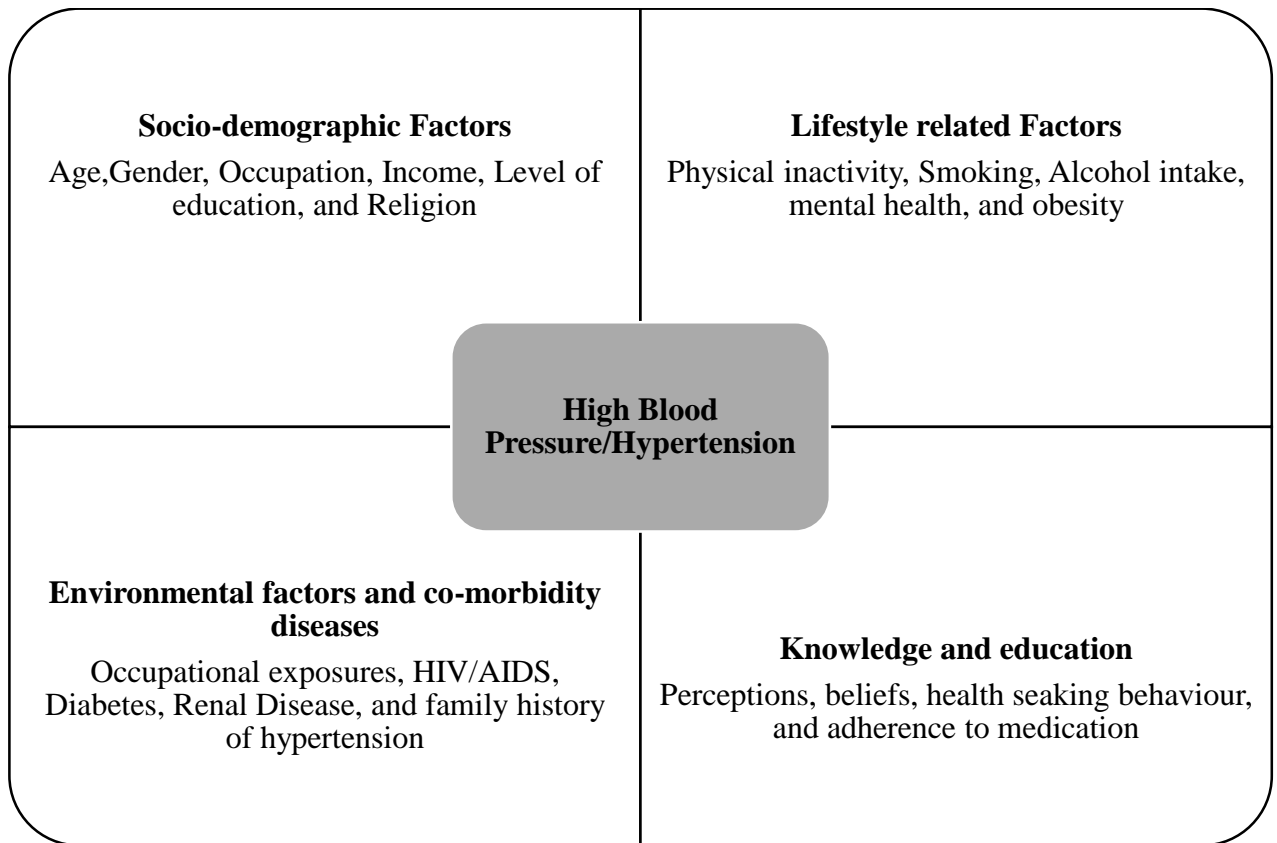 Socio-demographic Factors
Age,Gender, Occupation, Income, Level of
education, and Religion
Lifestyle related Factors
Physical inactivity, Smoking, Alcohol intake,
mental health, and obesity
High Blood
Pressure/Hypertension
Environmental factors and co-morbidity
diseases
Occupational exposures, HIV/AIDS,
Diabetes, Renal Disease, and family history
of hypertension
Knowledge and education
Perceptions, beliefs, health seaking behaviour,
and adherence to medication